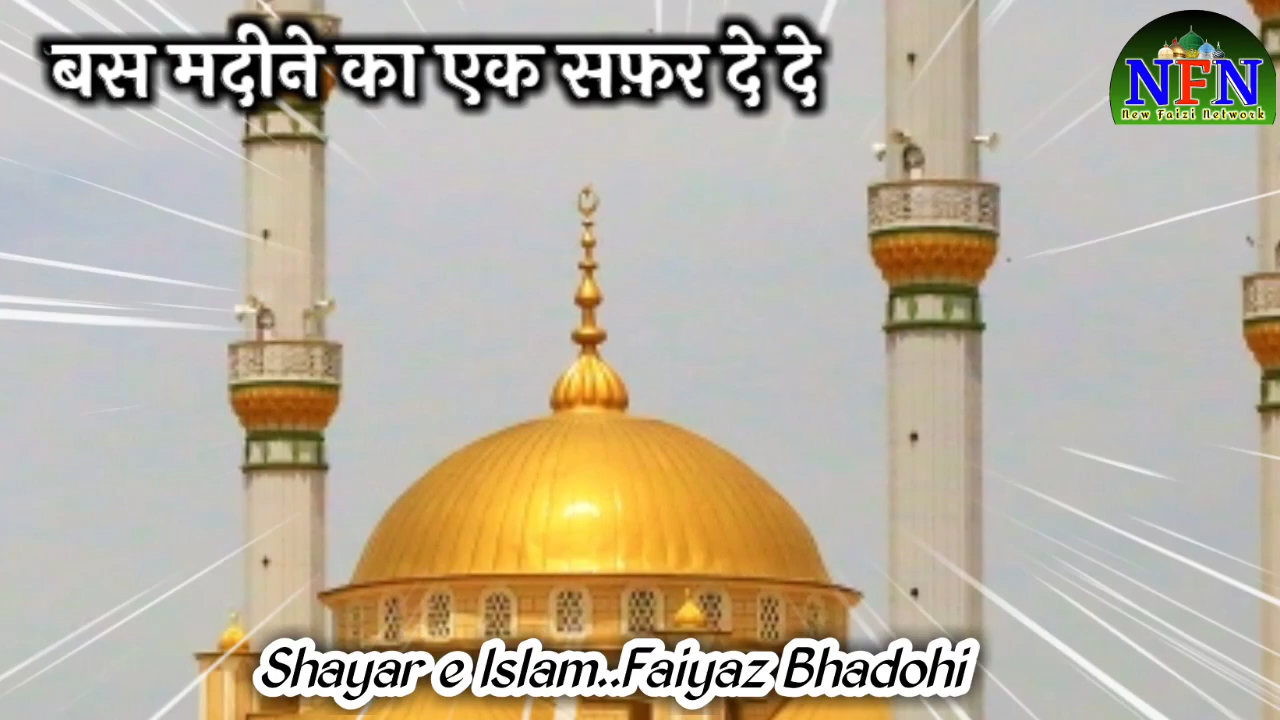 बस मदीने का एक सफ़र दे दे
NFN
New Faizi Network
Shayar e Islam..Faiyaz Bhadohi